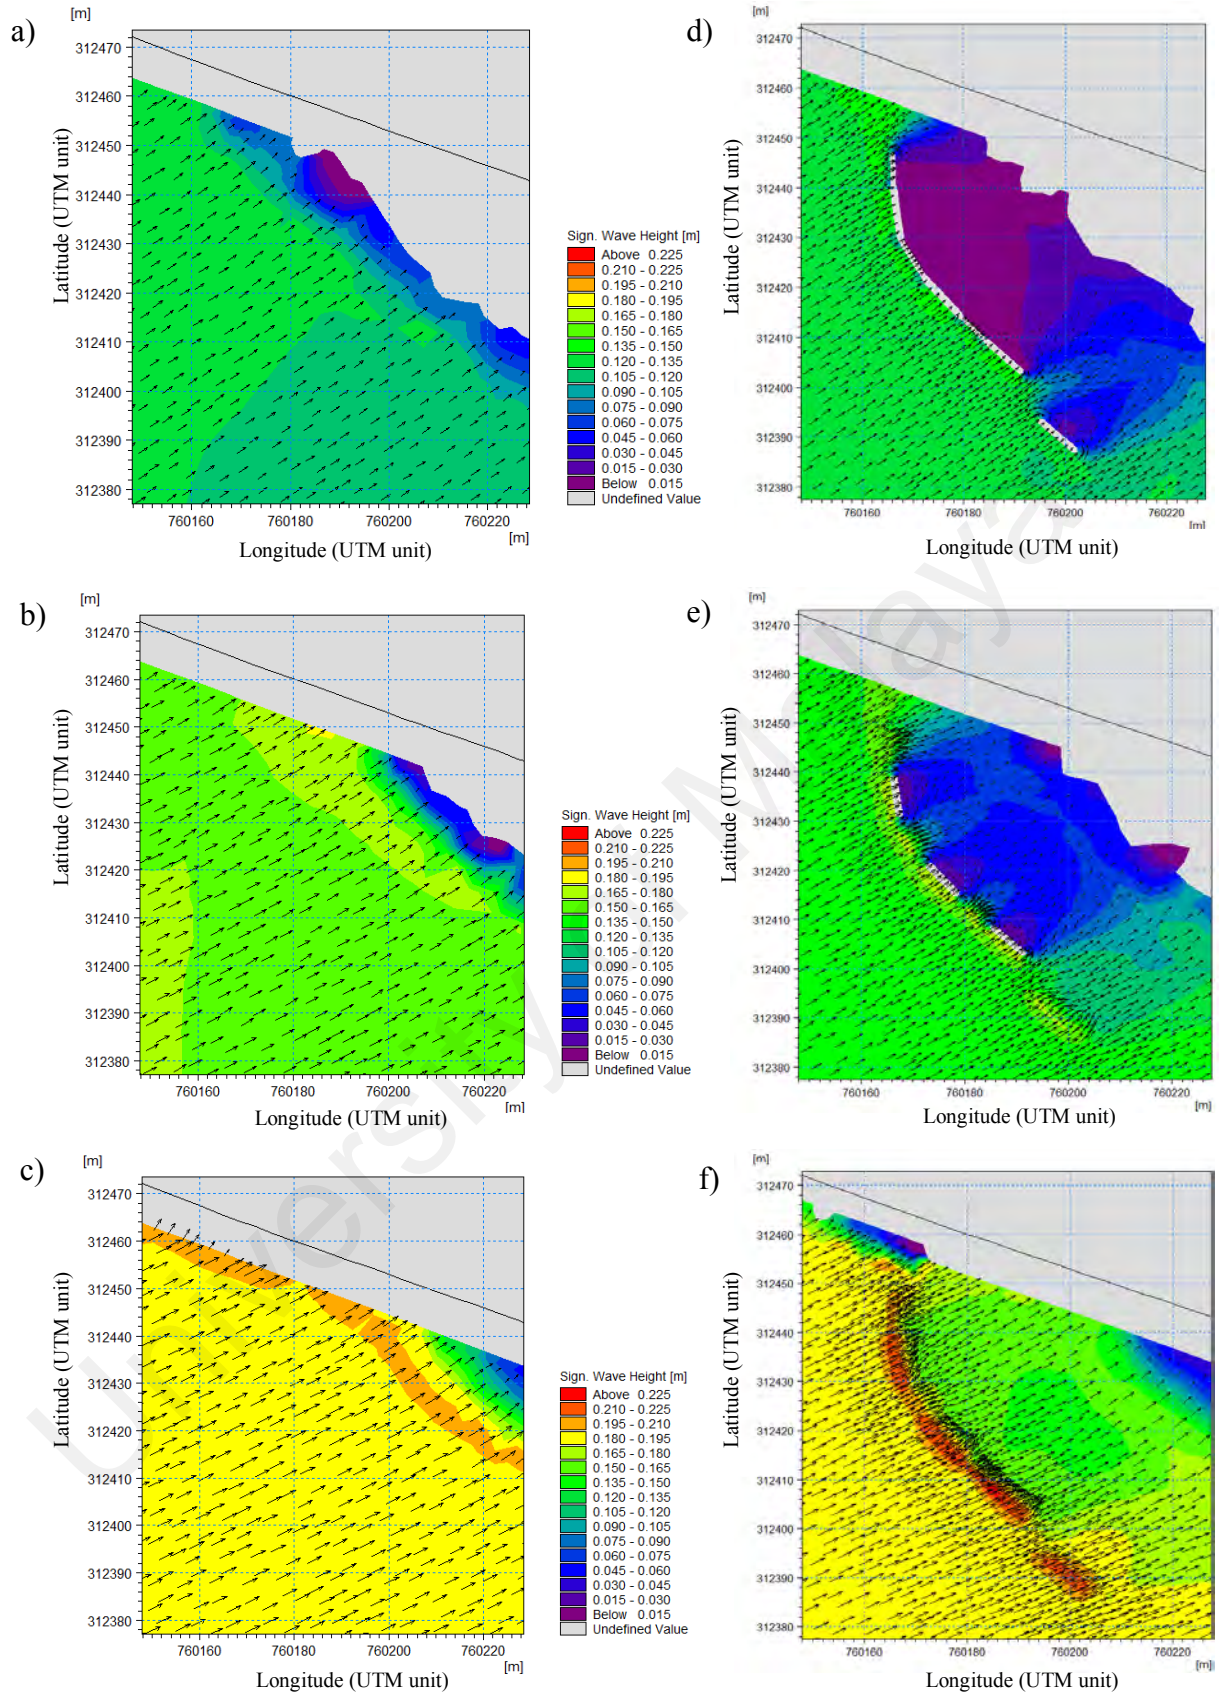 a)
[m]
312470
312460
312450
312440
312430
312420
312410
312400
312390
312380
Latitude (UTM unit)
760160
760180
760200
760220
[m]
Longitude (UTM unit)
Sign. Wave Height [m]
Above 0.225
0.210 - 0.225
0.195 - 0.210
0.180 - 0.195
0.165 - 0.180
0.150 - 0.165
0.135 - 0.150
0.120 - 0.135
0.105 - 0.120
0.090 - 0.105
0.075 - 0.090
0.060 - 0.075
0.045 - 0.060
0.030 - 0.045
0.015 - 0.030
Below 0.015
Undefined Value
d)
[m]
312470
312460
312450
312440
312430
312420
312410
312400
312390
312380
Latitude (UTM unit)
760160
760180
760200
760220
[m]
Longitude (UTM unit)
b)
[m]
312470
312460
312450
312440
312430
312420
312410
312400
312390
312380
Latitude (UTM unit)
760160
760180
760200
760220
[m]
Longitude (UTM unit)
Sign. Wave Height [m]
Above 0.225
0.210 - 0.225
0.195 - 0.210
0.180 - 0.195
0.165 - 0.180
0.150 - 0.165
0.135 - 0.150
0.120 - 0.135
0.105 - 0.120
0.090 - 0.105
0.075 - 0.090
0.060 - 0.075
0.045 - 0.060
0.030 - 0.045
0.015 - 0.030
Below 0.015
Undefined Value
e)
[m]
312470
312460
312450
312440
312430
312420
312410
312400
312390
312380
Latitude (UTM unit)
760160
760180
760200
760220
[m]
Longitude (UTM unit)
c)
[m]
312470
312460
312450
312440
312430
312420
312410
312400
312390
312380
Latitude (UTM unit)
760160
760180
760200
760220
[m]
Longitude (UTM unit)
Sign. Wave Height [m]
Above 0.225
0.210 - 0.225
0.195 - 0.210
0.180 - 0.195
0.165 - 0.180
0.150 - 0.165
0.135 - 0.150
0.120 - 0.135
0.105 - 0.120
0.090 - 0.105
0.075 - 0.090
0.060 - 0.075
0.045 - 0.060
0.030 - 0.045
0.015 - 0.030
Below 0.015
Undefined Value
f)
[m]
312470
312460
312450
312440
312430
312420
312410
312400
312390
312380
Latitude (UTM unit)
760160
760180
760200
760220
[m]
Longitude (UTM unit)
University Malaya